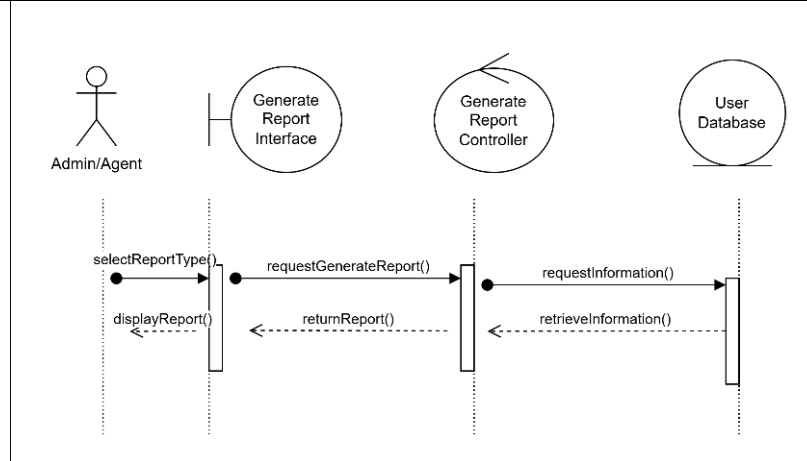 Generate
Report
Interface
Generate
Report
Controller
User
Database
Admin/Agent
selectReportType()
requestGenerateReport()
requestInformation()
displayReport()
returnReport()
retrieveInformation()